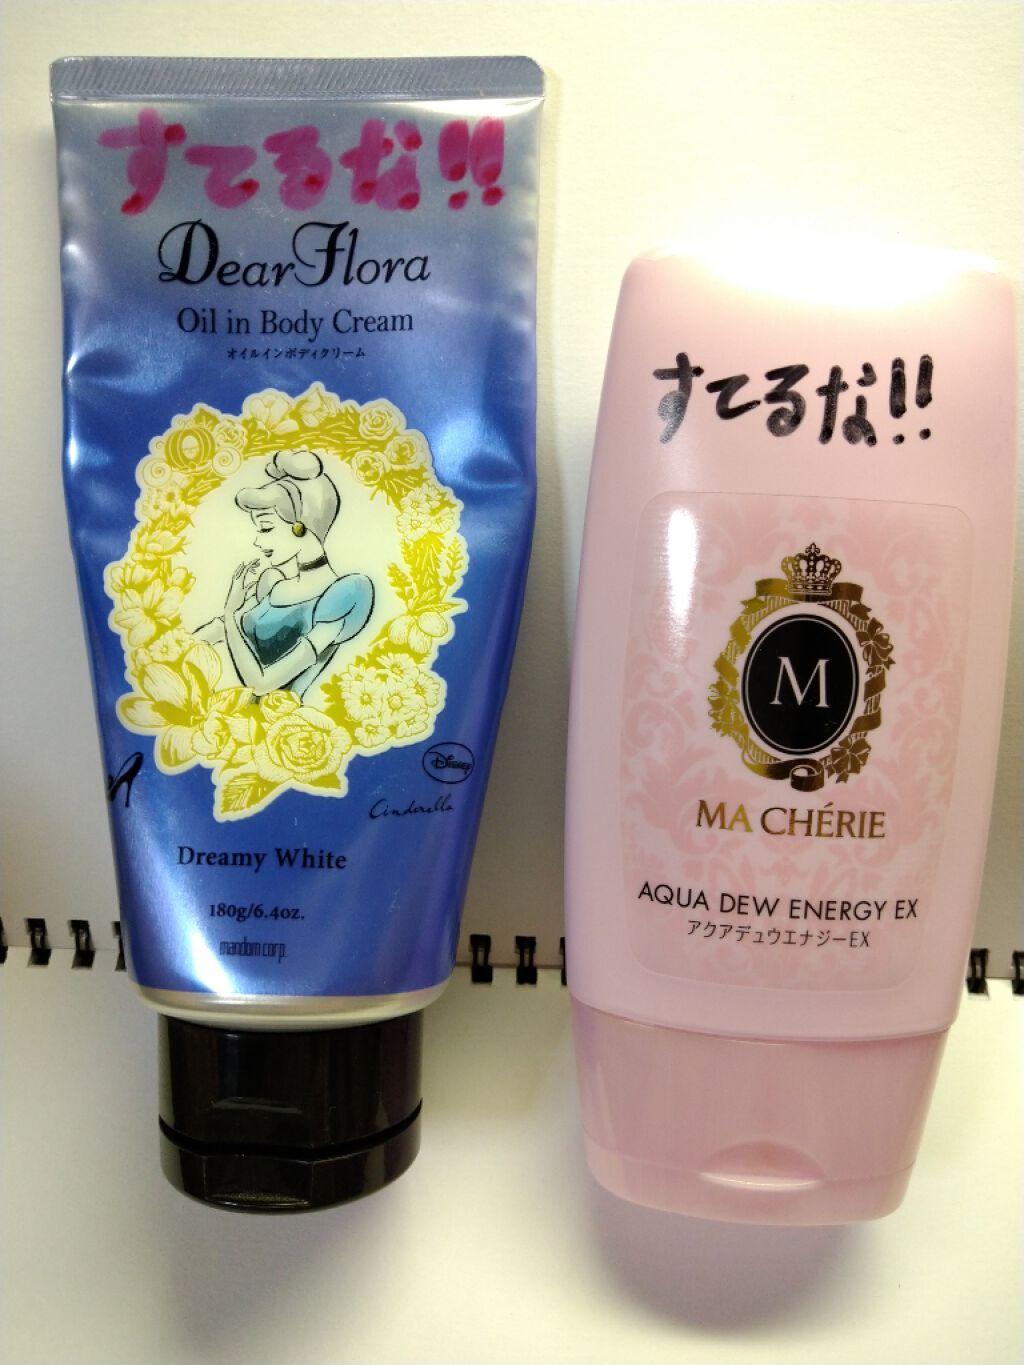 すてるな!!
Dear Flora
Oil in Body Cream
オイルインボディクリーム
Disney
Cinderella
Dreamy White
180g/6.4oz.
mandom corp.
すてるな!!
M
MA CHÉRIE
AQUA DEW ENERGY EX
アクアデュウエナジーEX